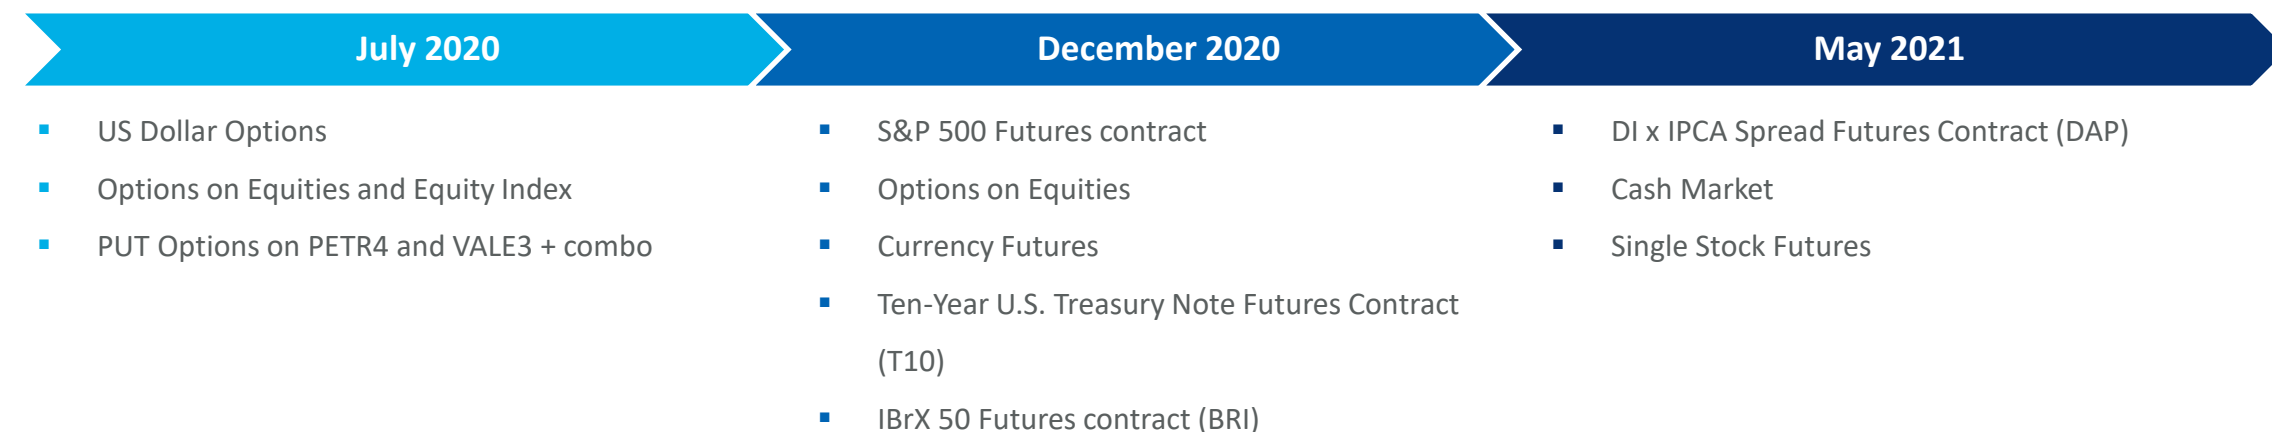 July 2020
US Dollar Options
Options on Equities and Equity Index
PUT Options on PETR4 and VALE3 + combo
December 2020
S&P 500 Futures contract
Options on Equities
Currency Futures
Ten-Year U.S. Treasury Note Futures Contract
(T10)
IBrX 50 Futures contract (BRI)
May 2021
DI x IPCA Spread Futures Contract (DAP)
Cash Market
Single Stock Futures